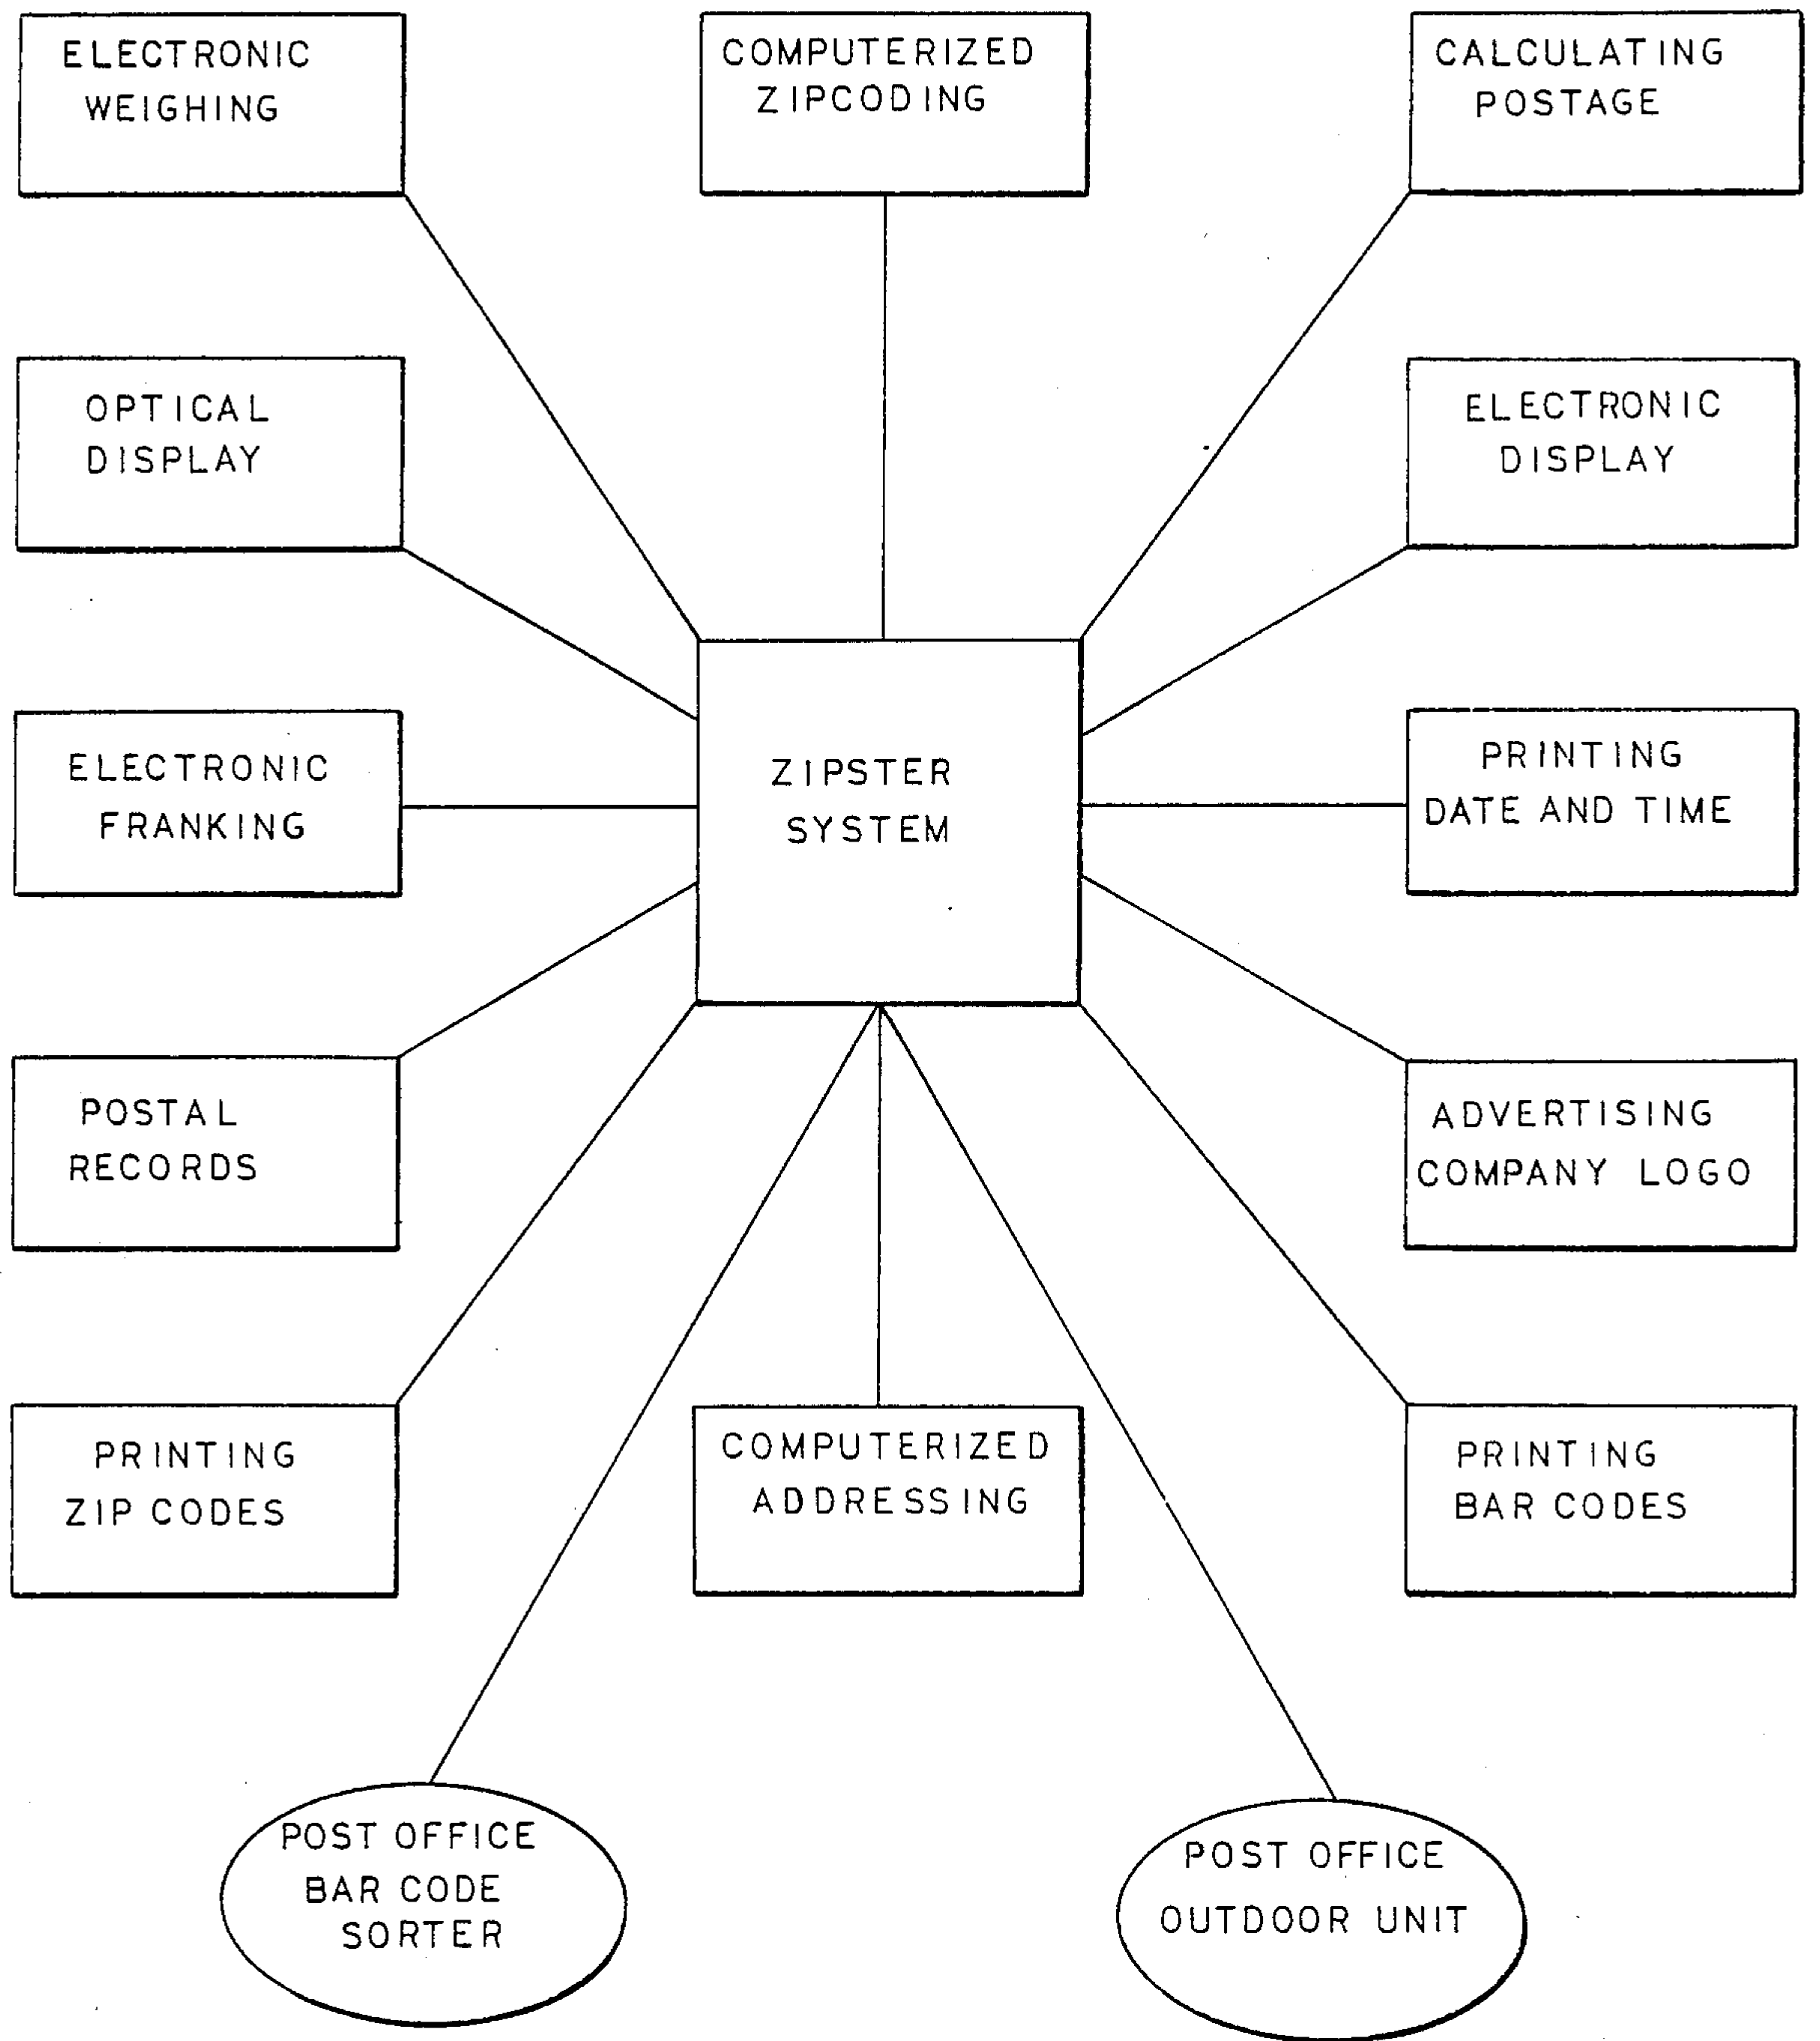 ELECTRONIC
WEIGHING
COMPUTERIZED
ZIPCODING
CALCULATING
POSTAGE
OPTICAL
DISPLAY
ELECTRONIC
DISPLAY
ELECTRONIC
FRANKING
ZIPSTER
SYSTEM
PRINTING
DATE AND TIME
POSTAL
RECORDS
ADVERTISING
COMPANY LOGO
PRINTING
ZIP CODES
COMPUTERIZED
ADDRESSING
PRINTING
BAR CODES
POST OFFICE
BAR CODE
SORTER
POST OFFICE
OUTDOOR UNIT